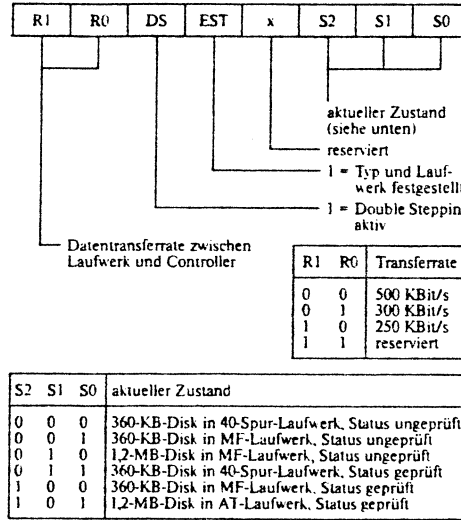 R1 R0 DS EST x S2 S1 S0
aktueller Zustand
(siehe unten)
reserviert
1 = Typ und Lauf-
werk festgestellt
1 = Double Stepping
aktiv
Datentransferrate zwischen
Laufwerk und Controller
R1 R0 Transferrate
0 0 500 KBit/s
0 1 300 KBit/s
1 0 250 KBit/s
1 1 reserviert
S2 S1 S0 aktueller Zustand
0 0 0 360-KB-Disk in 40-Spur-Laufwerk, Status ungeprüft
0 0 1 360-KB-Disk in MF-Laufwerk, Status ungeprüft
0 1 0 1,2-MB-Disk in MF-Laufwerk, Status ungeprüft
0 1 1 360-KB-Disk in 40-Spur-Laufwerk, Status geprüft
1 0 0 360-KB-Disk in MF-Laufwerk, Status geprüft
1 0 1 1,2-MB-Disk in AT-Laufwerk, Status geprüft